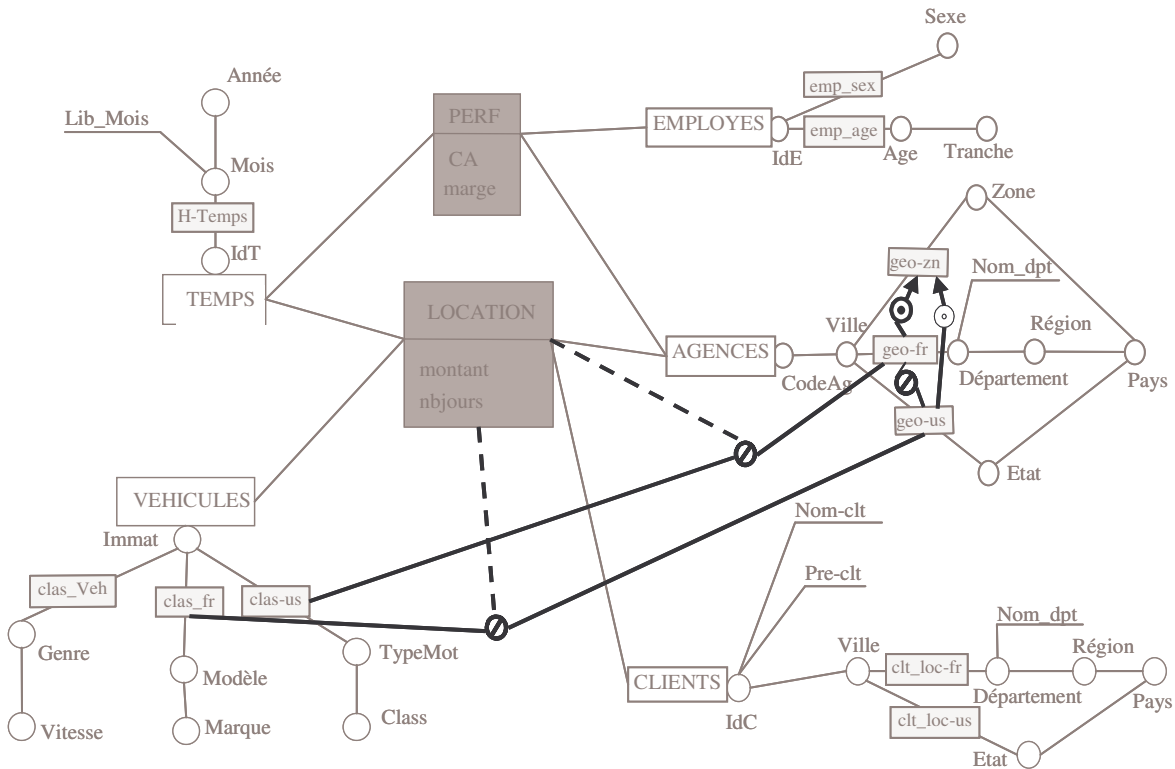 Sexe
Année
emp_sex
Lib_Mois
PERF
EMPLOYES
emp_age
IdE
Age
Tranche
CA
marge
Mois
H-Temps
Zone
IdT
geo-zn
Nom_dpt
TEMPS
LOCATION
Ville
Région
AGENCES
geo-fr
CodeAg
Département
Pays
montant
nbjours
geo-us
Etat
VEHICULES
Nom-clt
Immat
Pre-clt
clas_Veh
clas_fr
clas-us
Nom_dpt
Genre
TypeMot
Ville
Région
Modèle
CLIENTS
clt_loc-fr
Département
Pays
IdC
clt_loc-us
Vitesse
Marque
Class
Etat